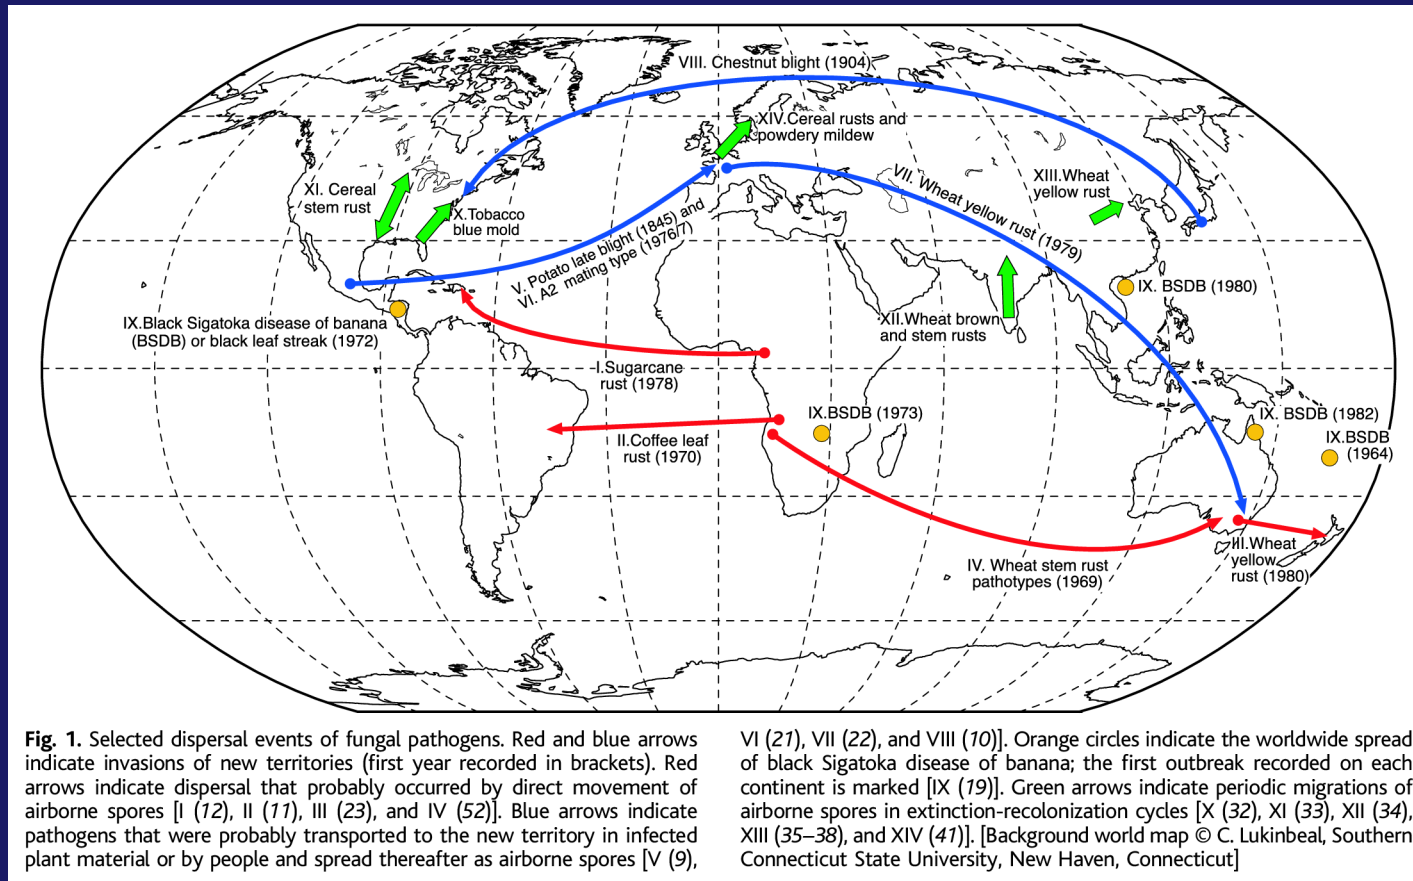 VIII. Chestnut blight (1904)
XIV.Cereal rusts and
powdery mildew
XI. Cereal
stem rust
X.Tobacco
blue mold
XIII.Wheat
yellow rust
VII. Wheat yellow rust (1979)
V. Potato late blight (1845) and
VI. A2 mating type (1976/7)
IX. BSDB (1980)
IX.Black Sigatoka disease of banana
(BSDB) or black leaf streak (1972)
XII.Wheat brown
and stem rusts
I.Sugarcane
rust (1978)
IX.BSDB (1973)
IX. BSDB (1982)
IX.BSDB
(1964)
II.Coffee leaf
rust (1970)
III.Wheat
yellow
rust (1980)
IV. Wheat stem rust
pathotypes (1969)
Fig. 1. Selected dispersal events of fungal pathogens. Red and blue arrows
indicate invasions of new territories (first year recorded in brackets). Red
arrows indicate dispersal that probably occurred by direct movement of
airborne spores [I (12), II (11), III (23), and IV (52)]. Blue arrows indicate
pathogens that were probably transported to the new territory in infected
plant material or by people and spread thereafter as airborne spores [V (9),
VI (21), VII (22), and VIII (10)]. Orange circles indicate the worldwide spread
of black Sigatoka disease of banana; the first outbreak recorded on each
continent is marked [IX (19)]. Green arrows indicate periodic migrations of
airborne spores in extinction-recolonization cycles [X (32), XI (33), XII (34),
XIII (35–38), and XIV (41)]. [Background world map © C. Lukinbeal, Southern
Connecticut State University, New Haven, Connecticut]